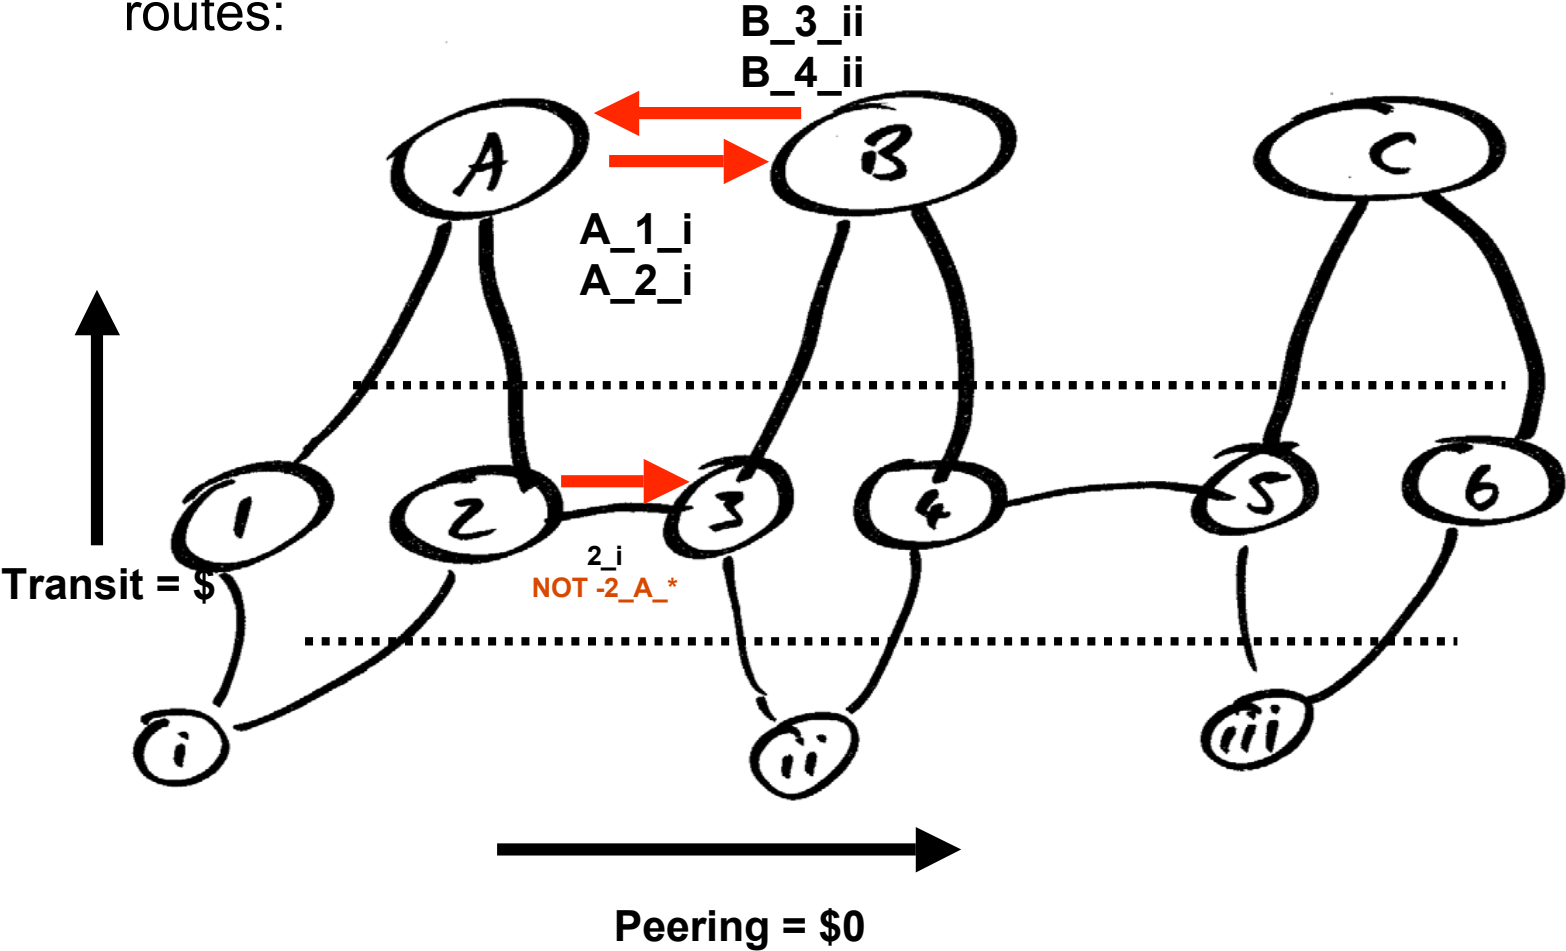 routes:
B_3_ii
B_4_ii
A
B
C
A_1_i
A_2_i
1
2
3
4
5
6
2_i
NOT -2_A_*
Transit = $
i
ii
iii
Peering = $0